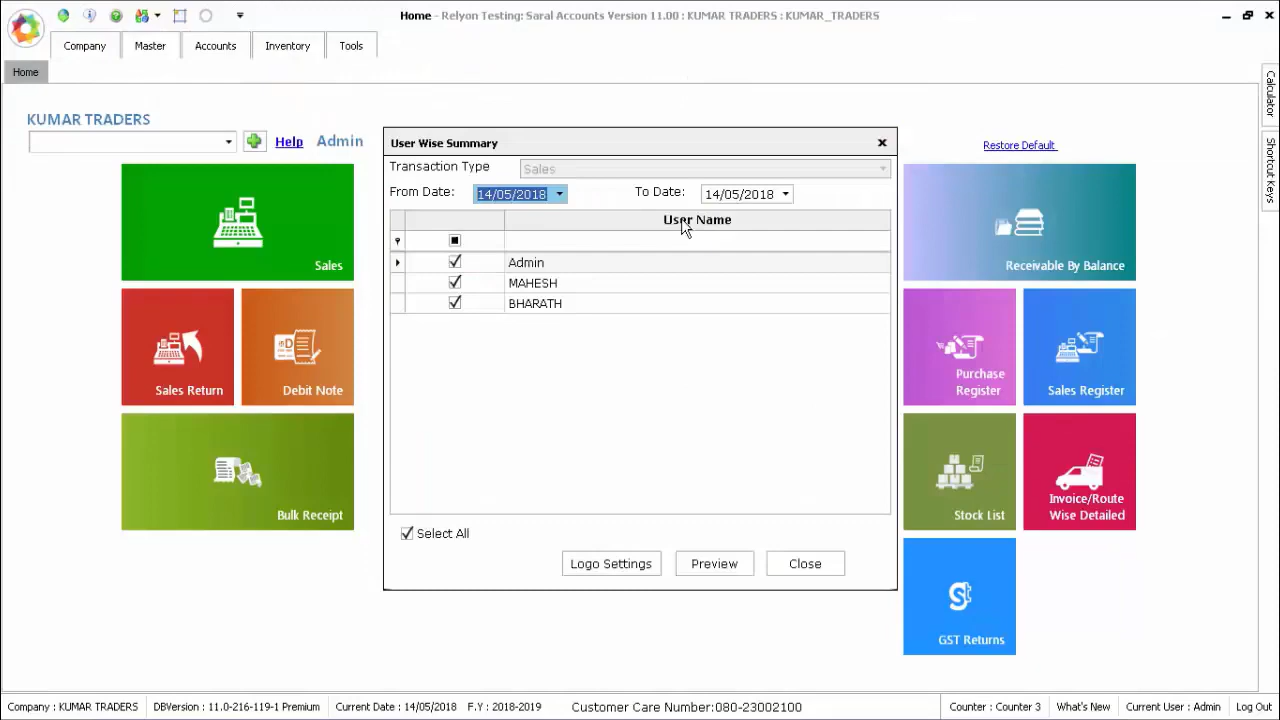 Home - Relyon Testing: Saral Accounts Version 11.00 : KUMAR TRADERS : KUMAR_TRADERS
Company Master Accounts Inventory Tools
Home
KUMAR TRADERS
Help Admin
Restore Default
User Wise Summary
Transaction Type Sales
From Date: 14/05/2018 To Date: 14/05/2018
User Name
Admin
MAHESH
BHARATH
Select All
Logo Settings Preview Close
Sales
Sales Return
Debit Note
Bulk Receipt
Receivable By Balance
Purchase
Register
Sales Register
Stock List
Invoice/Route
Wise Detailed
GST Returns
Calculator
Shortcut Keys
Company : KUMAR TRADERS DBVersion : 11.0-216-119-1 Premium Current Date : 14/05/2018 F.Y : 2018-2019 Customer Care Number:080-23002100 Counter : Counter 3 What's New Current User : Admin Log Out